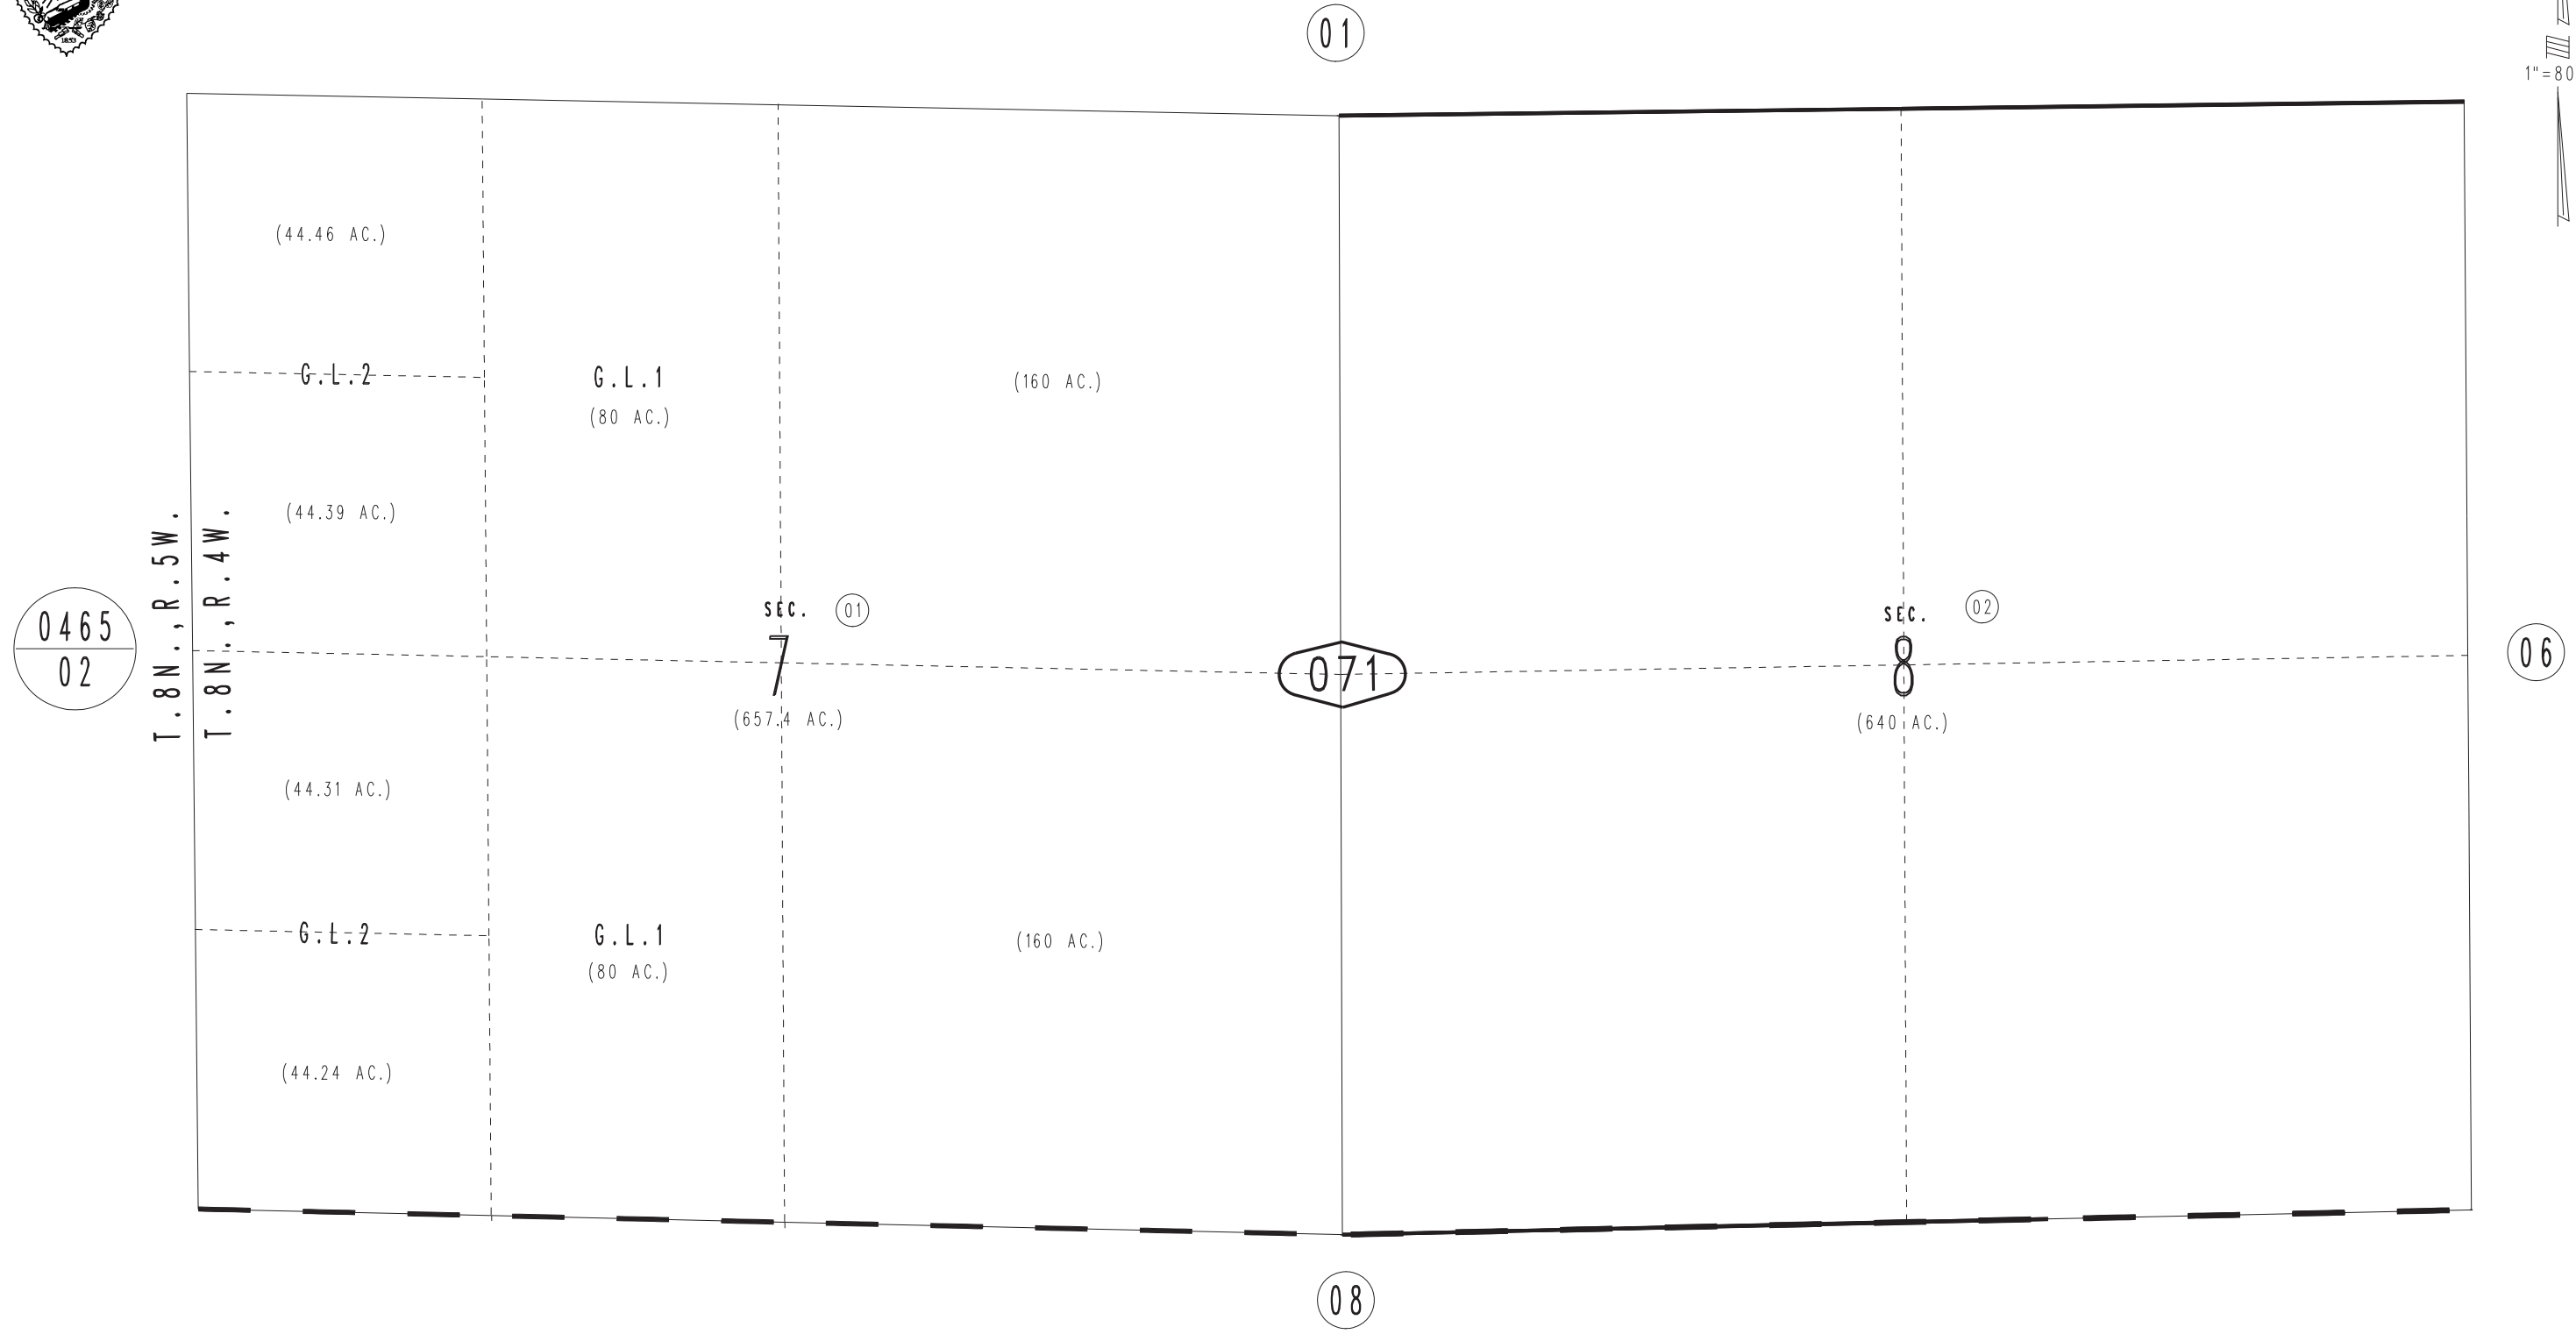 1853
01
1"=80
(44.46 AC.)
G.L.2
G.L.1
(80 AC.)
(160 AC.)
(44.39 AC.)
T.8N.,R.5W.
T.8N.,R.4W.
0465
02
SEC. 01
7
(657.4 AC.)
071
SEC. 02
8
(640 AC.)
06
(44.31 AC.)
G.L.2
G.L.1
(80 AC.)
(160 AC.)
(44.24 AC.)
08